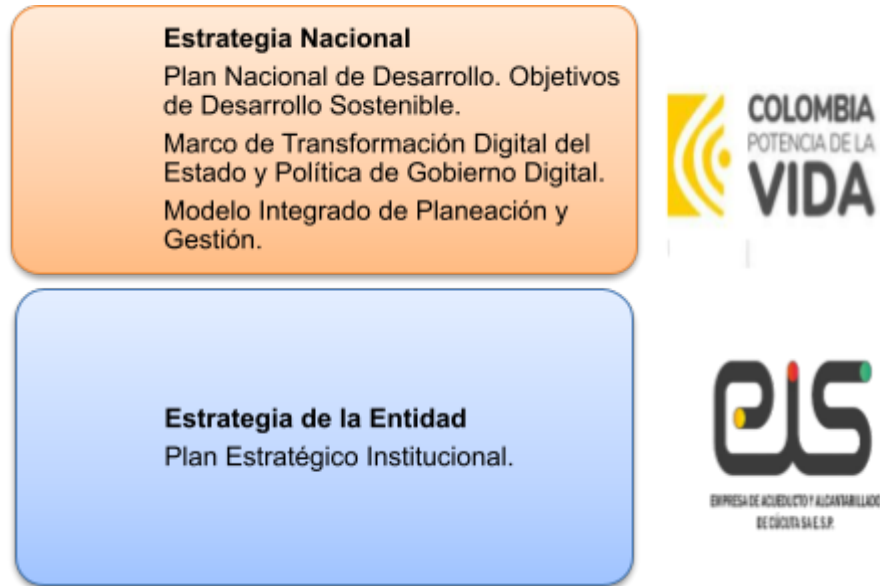 Estrategia Nacional
Plan Nacional de Desarrollo. Objetivos
de Desarrollo Sostenible.
Marco de Transformación Digital del
Estado y Política de Gobierno Digital.
Modelo Integrado de Planeación y
Gestión.
COLOMBIA
POTENCIA DE LA
VIDA
Estrategia de la Entidad
Plan Estratégico Institucional.
eis
EMPRESA DE ACUEDUCTO Y ALCANTARILLADO
DE CÚCUTA SA E.S.P.